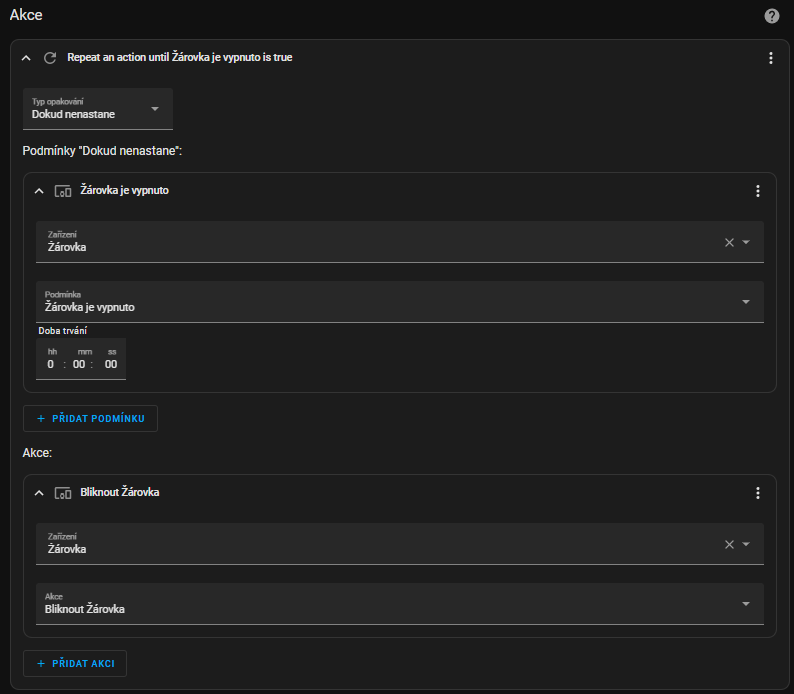 Akce
Repeat an action until Žárovka je vypnuto is true
Typ opakování
Dokud nenastane
Podmínky "Dokud nenastane":
Žárovka je vypnuto
Zařízení
Žárovka
Podmínka
Žárovka je vypnuto
Doba trvání
hh mm ss
0 : 00 : 00
+ PŘIDAT PODMÍNKU
Akce:
Bliknout Žárovka
Zařízení
Žárovka
Akce
Bliknout Žárovka
+ PŘIDAT AKCI